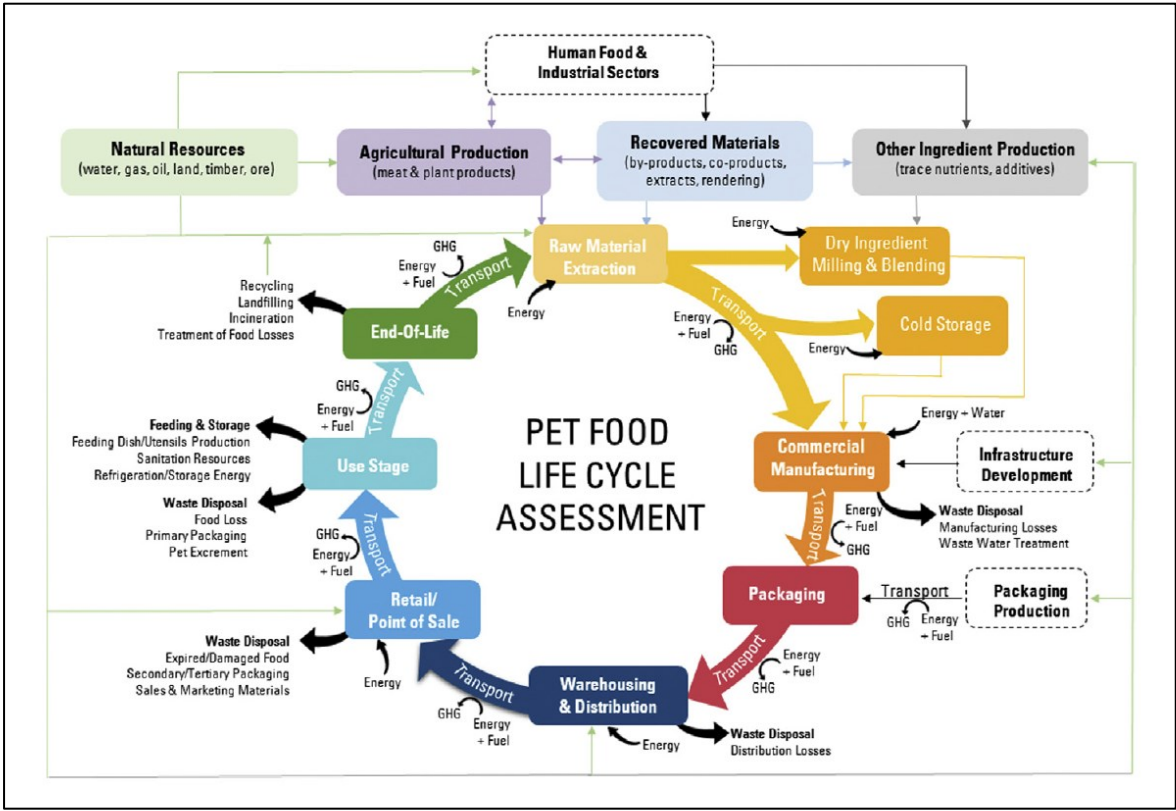 Human Food &
Industrial Sectors
Natural Resources
(water, gas, oil, land, timber, ore)
Agricultural Production
(meat & plant products)
Recovered Materials
(by-products, co-products,
extracts, rendering)
Other Ingredient Production
(trace nutrients, additives)
Raw Material
Extraction
Energy
Energy
Dry Ingredient
Milling & Blending
Transport
Energy
+ Fuel
GHG
Cold Storage
Energy
Commercial
Manufacturing
Energy + Water
Infrastructure
Development
Waste Disposal
Manufacturing Losses
Waste Water Treatment
Transport
Energy
+ Fuel
GHG
Packaging
Transport
GHG
Energy
+ Fuel
Packaging
Production
Transport
Energy
+ Fuel
GHG
Warehousing
& Distribution
Energy
Waste Disposal
Distribution Losses
Transport
GHG
Energy
+ Fuel
Retail/
Point of Sale
Energy
Waste Disposal
Expired/Damaged Food
Secondary/Tertiary Packaging
Sales & Marketing Materials
Transport
GHG
Energy
+ Fuel
Use Stage
Feeding & Storage
Feeding Dish/Utensils Production
Sanitation Resources
Refrigeration/Storage Energy
Waste Disposal
Food Loss
Primary Packaging
Pet Excrement
Transport
GHG
Energy
+ Fuel
End-Of-Life
Recycling
Landfilling
Incineration
Treatment of Food Losses
Transport
GHG
Energy
+ Fuel
PET FOOD
LIFE CYCLE
ASSESSMENT